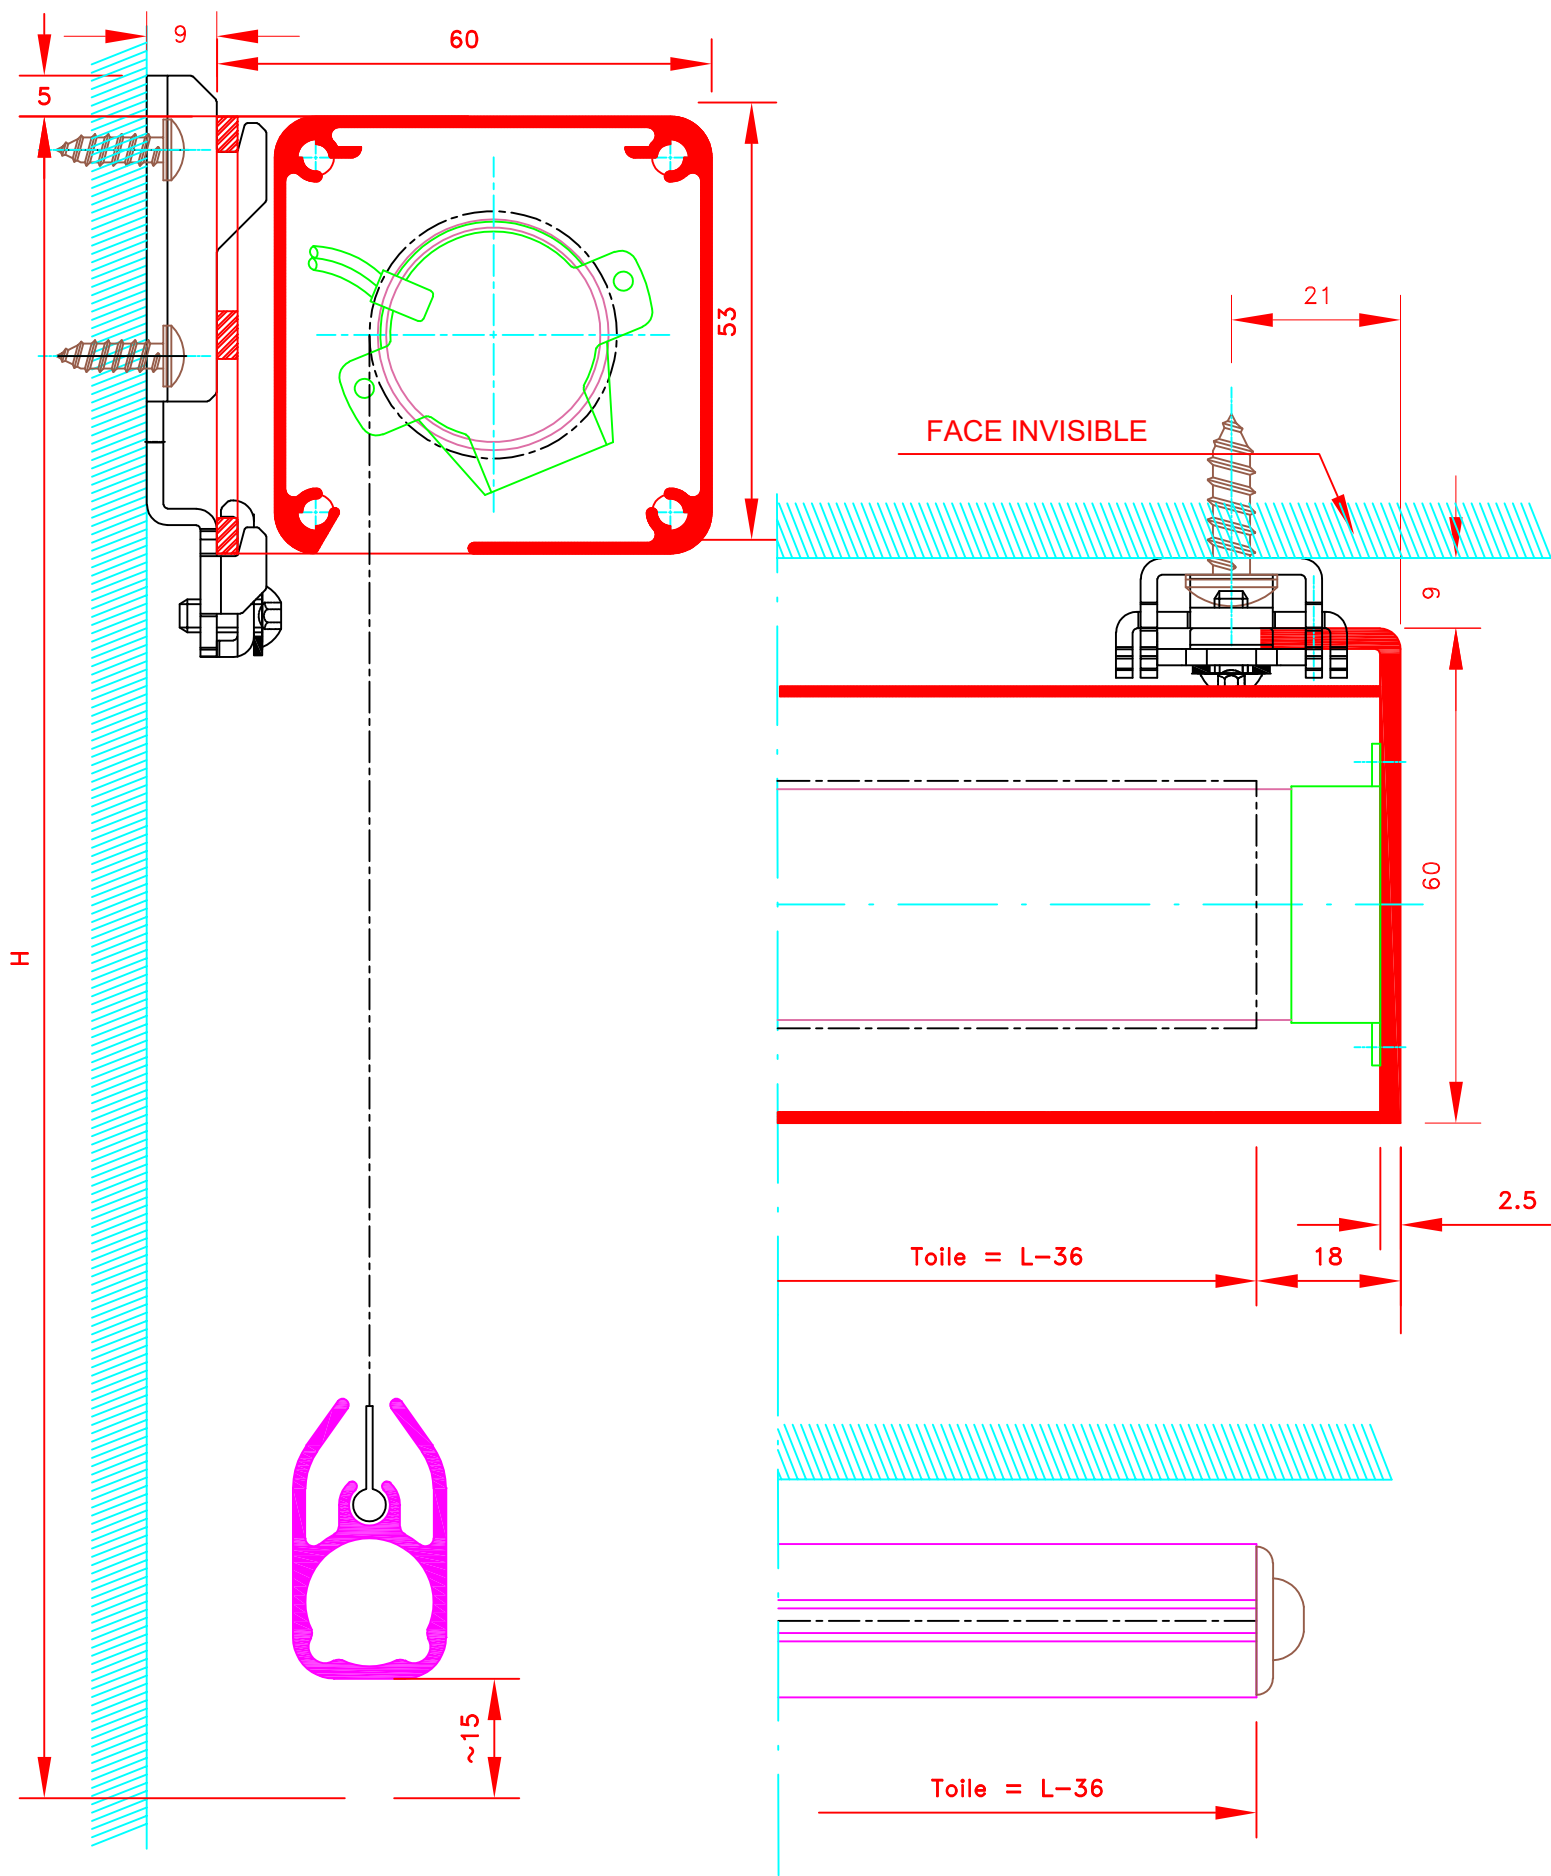 9
60
5
53
21
FACE INVISIBLE
9
60
H
2.5
Toile = L-36
18
~15
Toile = L-36